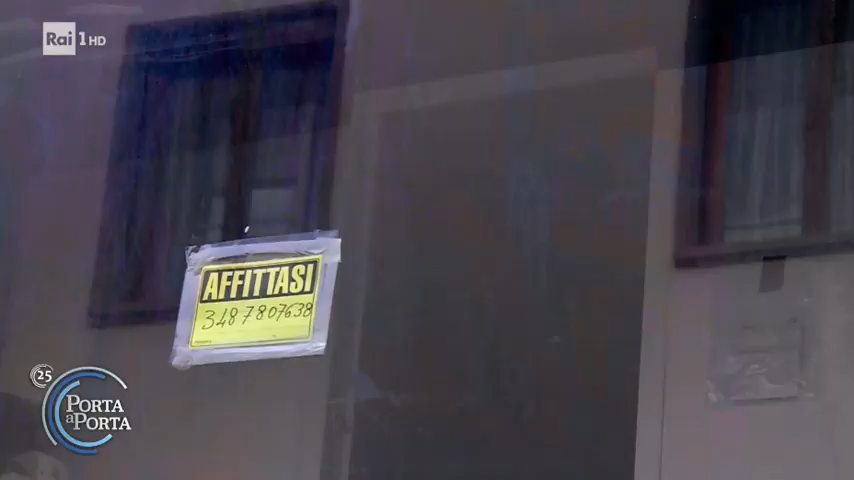 Rai 1 HD
AFFITTASI
3487807638
25
PORTA
a PORTA